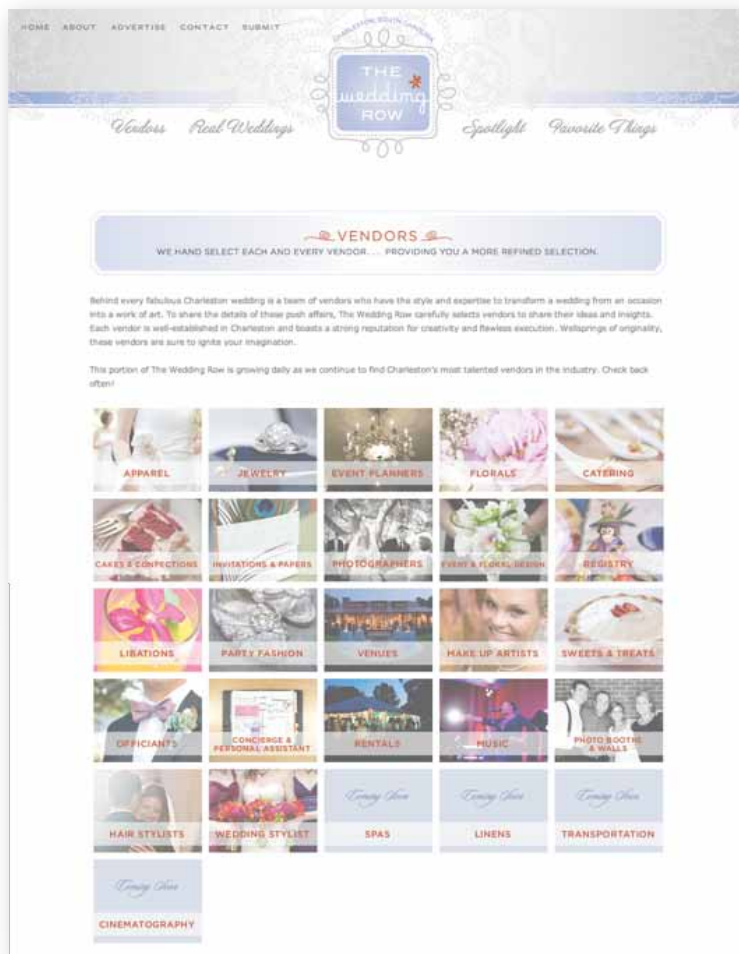 HOME ABOUT ADVERTISE CONTACT SUBMIT
CHARLESTON, SOUTH CAROLINA
THE
wedding
ROW
Vendors Real Weddings Spotlight Favorite Things
VENDORS
WE HAND SELECT EACH AND EVERY VENDOR. . . PROVIDING YOU A MORE REFINED SELECTION.
Behind every fabulous Charleston wedding is a team of vendors who have the style and expertise to transform a wedding from an occasion
into a work of art. To share the details of these posh affairs, The Wedding Row carefully selects vendors to share their ideas and insights.
Each vendor is well-established in Charleston and boasts a strong reputation for creativity and flawless execution. Wellsprings of originality,
these vendors are sure to ignite your imagination.
This portion of The Wedding Row is growing daily as we continue to find Charleston's most talented vendors in the industry. Check back
often!
APPAREL JEWELRY EVENT PLANNERS FLORALS CATERING
CAKES & CONFECTIONS INVITATIONS & PAPERS PHOTOGRAPHERS EVENT & FLORAL DESIGN REGISTRY
LIBATIONS PARTY FASHION VENUES MAKE UP ARTISTS SWEETS & TREATS
OFFICIANTS CONCIERGE & PERSONAL ASSISTANT RENTALS MUSIC PHOTO BOOTHS & WALLS
Coming Soon Coming Soon Coming Soon
HAIR STYLISTS WEDDING STYLIST SPAS LINENS TRANSPORTATION
Coming Soon
CINEMATOGRAPHY